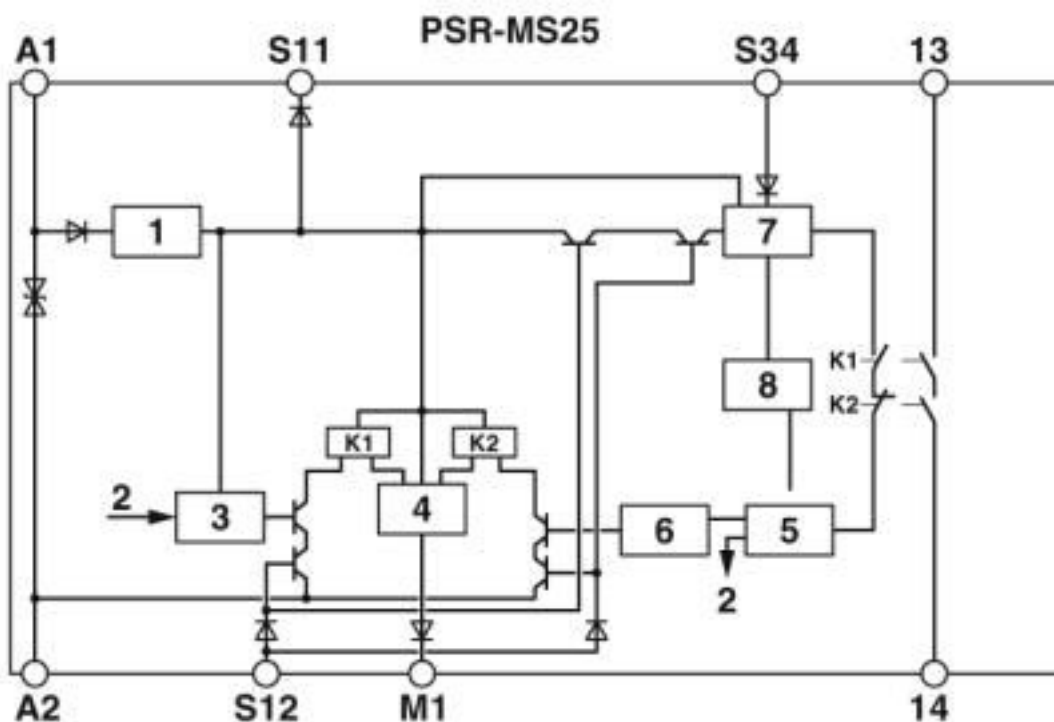 PSR-MS25
A1 S11 S34 13
1 7
K1
8
K2
K1 K2
2 3 4 6 5
2
A2 S12 M1 14